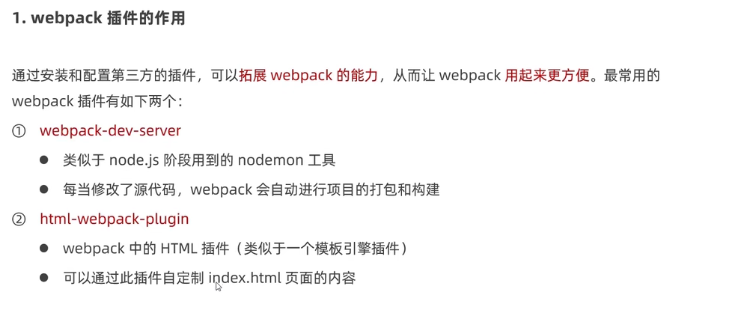 1. webpack 插件的作用
通过安装和配置第三方的插件，可以拓展 webpack 的能力，从而让 webpack 用起来更方便。最常用的
webpack 插件有如下两个：
① webpack-dev-server
● 类似于 node.js 阶段用到的 nodemon 工具
● 每当修改了源代码，webpack 会自动进行项目的打包和构建
② html-webpack-plugin
● webpack 中的 HTML 插件（类似于一个模板引擎插件）
● 可以通过此插件自定制 index.html 页面的内容